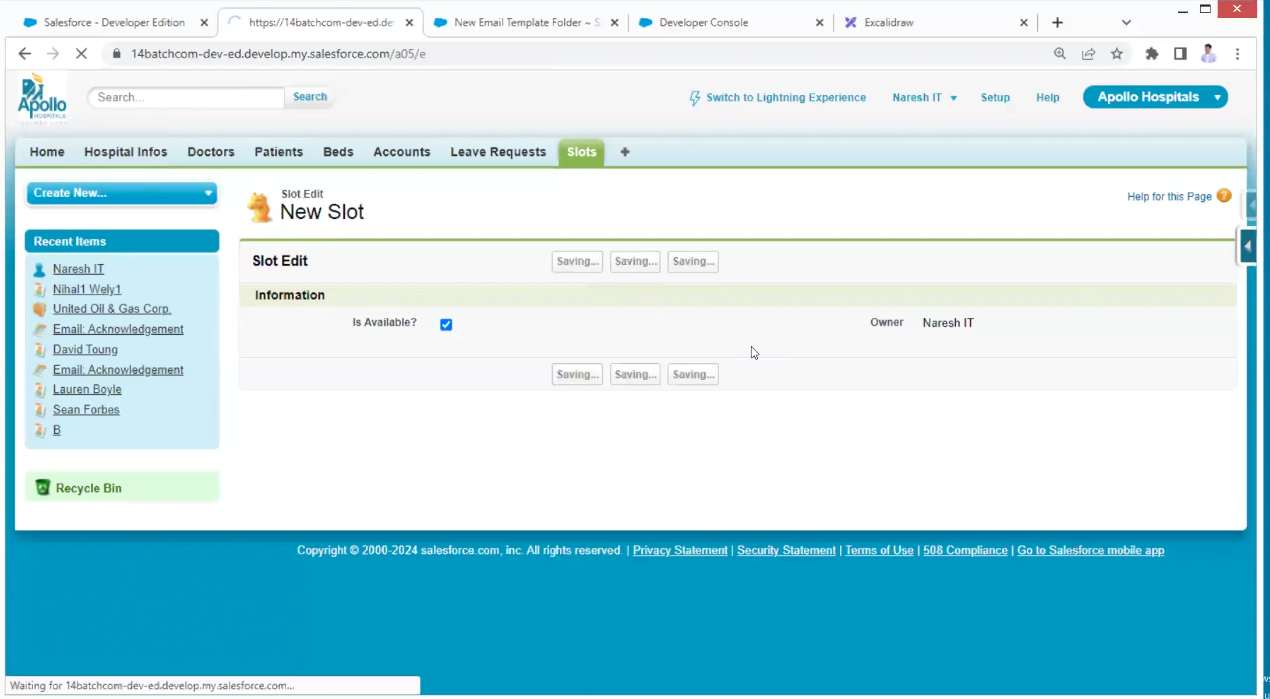 Salesforce - Developer Edition
https://14batchcom-dev-ed.de
New Email Template Folder ~ S
Developer Console
Excalidraw
14batchcom-dev-ed.develop.my.salesforce.com/a05/e
Apollo
HOSPITALS
Search...
Search
Switch to Lightning Experience
Naresh IT
Setup
Help
Apollo Hospitals
Home
Hospital Infos
Doctors
Patients
Beds
Accounts
Leave Requests
Slots
Create New...
Slot Edit
New Slot
Help for this Page
Recent Items
Naresh IT
Nihal1 Wely1
United Oil & Gas Corp.
Email: Acknowledgement
David Toung
Email: Acknowledgement
Lauren Boyle
Sean Forbes
B
Recycle Bin
Slot Edit
Saving...
Saving...
Saving...
Information
Is Available?
Owner
Naresh IT
Saving...
Saving...
Saving...
Copyright © 2000-2024 salesforce.com, inc. All rights reserved. | Privacy Statement | Security Statement | Terms of Use | 508 Compliance | Go to Salesforce mobile app
Waiting for 14batchcom-dev-ed.develop.my.salesforce.com...